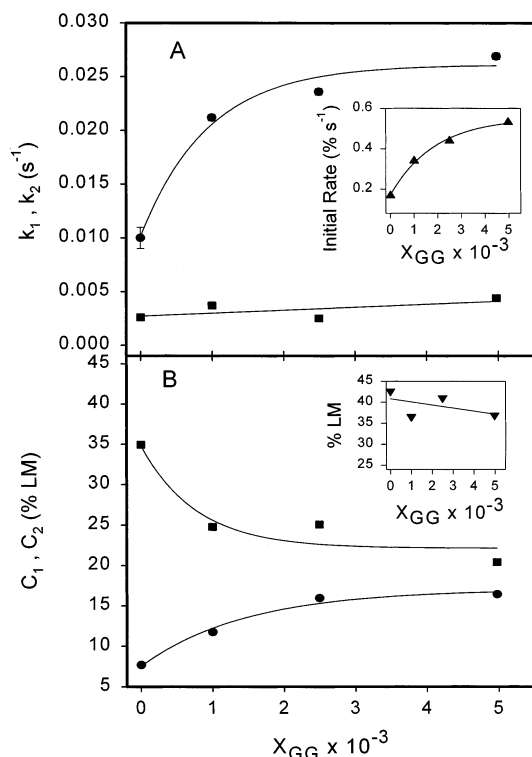 A
0.030
0.025
0.020
0.015
0.010
0.005
0.000
k1 , k2 (s-1)
Initial Rate (% s-1)
0.6
0.4
0.2
0 1 2 3 4 5
XGG x 10-3
B
45
40
35
30
25
20
15
10
5
C1 , C2 (% LM)
% LM
45
40
35
30
25
0 1 2 3 4 5
XGG x 10-3
0 1 2 3 4 5
XGG x 10-3